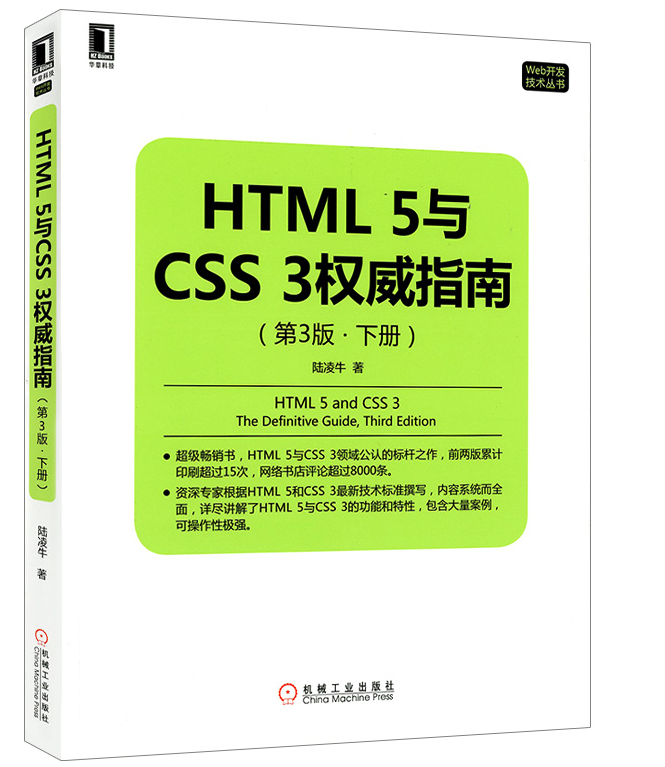 HZ BOOKS
华章科技
Web开发
技术丛书
HTML 5与
CSS 3权威指南
（第3版·下册）
陆凌牛 著
HTML 5 and CSS 3
The Definitive Guide, Third Edition
● 超级畅销书，HTML 5与CSS 3领域公认的标杆之作，前两版累计
印刷超过15次，网络书店评论超过8000条。
● 资深专家根据HTML 5和CSS 3最新技术标准撰写，内容系统而全
面，详尽讲解了HTML 5与CSS 3的功能和特性，包含大量案例，
可操作性极强。
机械工业出版社
China Machine Press
华章科技
HTML 5与CSS 3权威指南（第3版·下册）
陆凌牛 著
机械工业出版社
China Machine Press